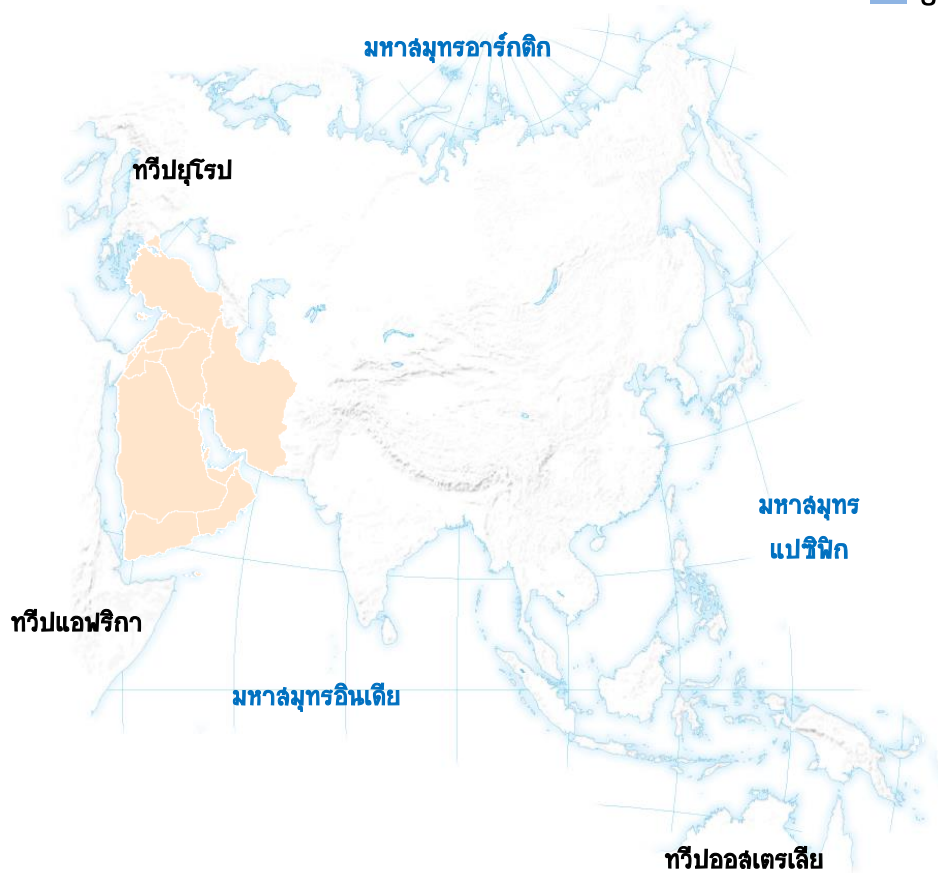 มหาสมุทรอาร์กติก
ทวีปยุโรป
มหาสมุทร
แปซิฟิก
ทวีปแอฟริกา
มหาสมุทรอินเดีย
ทวีปออสเตรเลีย